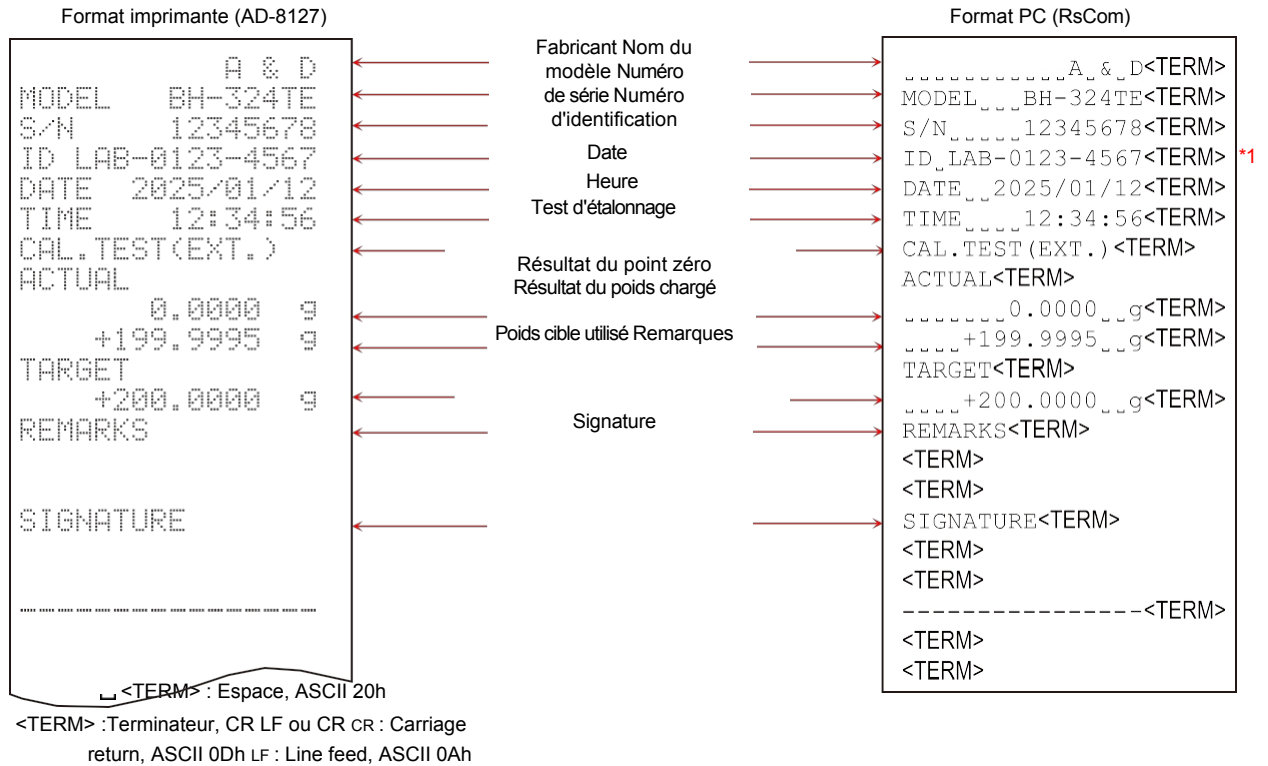 Format imprimante (AD-8127)
A & D
MODEL BH-324TE
S/N 12345678
ID LAB-0123-4567
DATE 2025/01/12
TIME 12:34:56
CAL.TEST(EXT.)
ACTUAL
0.0000 g
+199.9995 g
TARGET
+200.0000 g
REMARKS
SIGNATURE
----------------
Fabricant Nom du
modèle Numéro
de série Numéro
d'identification
Date
Heure
Test d'étalonnage
Résultat du point zéro
Résultat du poids chargé
Poids cible utilisé Remarques
Signature
Format PC (RsCom)
␣␣␣␣␣␣␣␣␣␣␣A␣&␣D<TERM>
MODEL␣␣␣BH-324TE<TERM>
S/N␣␣␣␣␣12345678<TERM>
ID␣LAB-0123-4567<TERM> *1
DATE␣␣2025/01/12<TERM>
TIME␣␣␣␣12:34:56<TERM>
CAL.TEST(EXT.)<TERM>
ACTUAL<TERM>
␣␣␣␣␣␣␣0.0000␣␣g<TERM>
␣␣␣␣+199.9995␣␣g<TERM>
TARGET<TERM>
␣␣␣␣+200.0000␣␣g<TERM>
REMARKS<TERM>
<TERM>
<TERM>
SIGNATURE<TERM>
<TERM>
<TERM>
----------------<TERM>
<TERM>
<TERM>
␣ <TERM> : Espace, ASCII 20h
<TERM> :Terminateur, CR LF ou CR CR : Carriage
return, ASCII 0Dh LF : Line feed, ASCII 0Ah